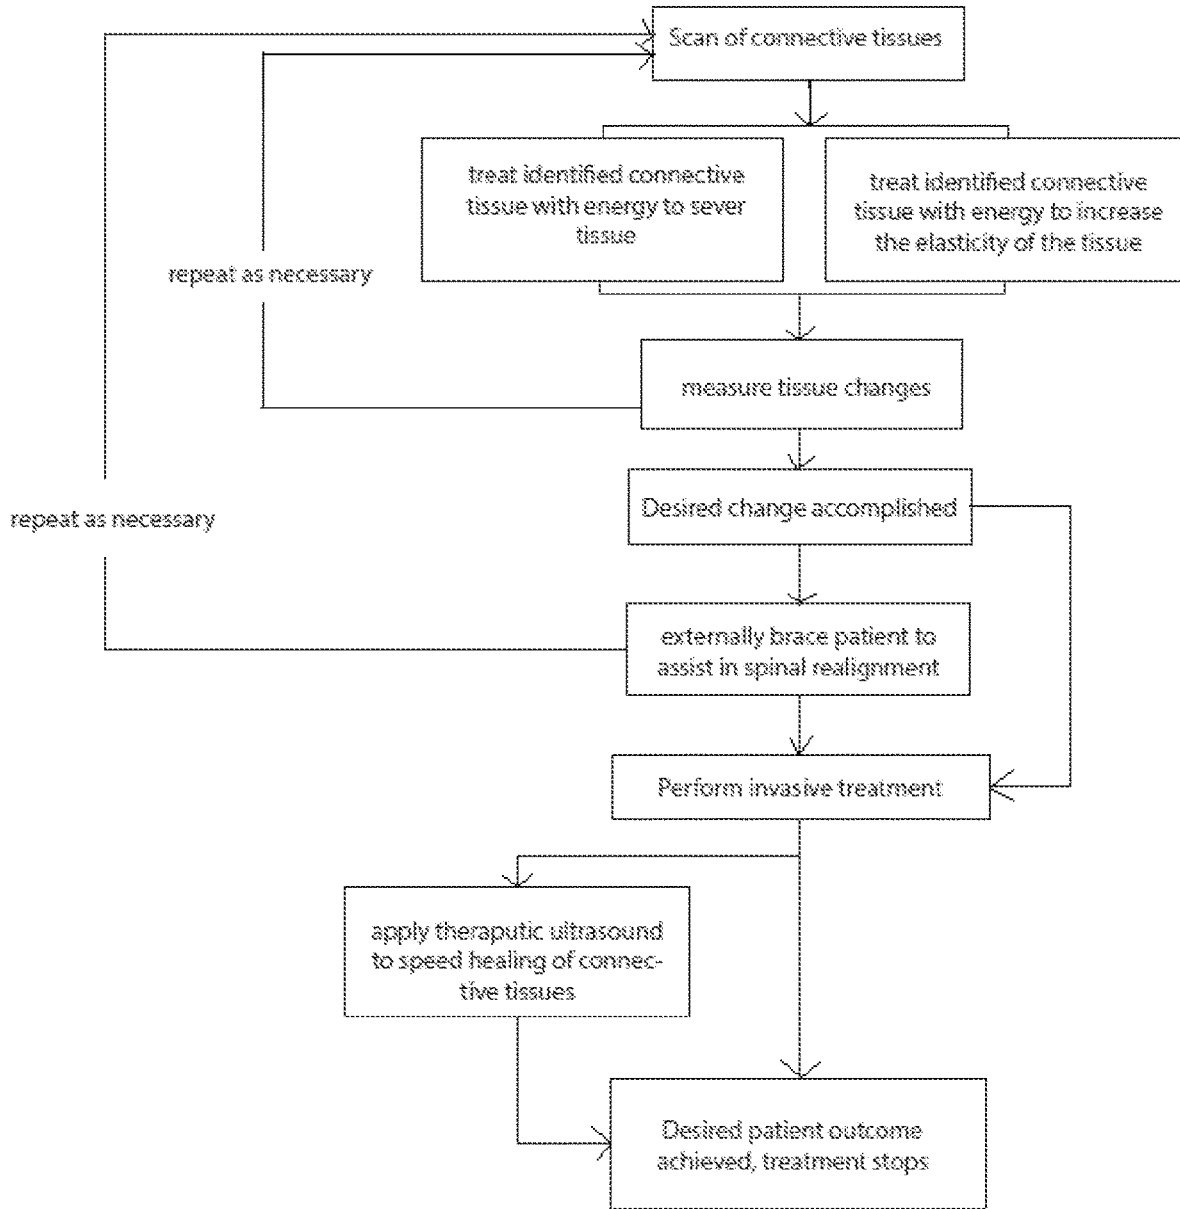 Scan of connective tissues
treat identified connective
tissue with energy to sever
tissue
treat identified connective
tissue with energy to increase
the elasticity of the tissue
repeat as necessary
measure tissue changes
Desired change accomplished
repeat as necessary
externally brace patient to
assist in spinal realignment
Perform invasive treatment
apply theraputic ultrasound
to speed healing of connec-
tive tissues
Desired patient outcome
achieved, treatment stops